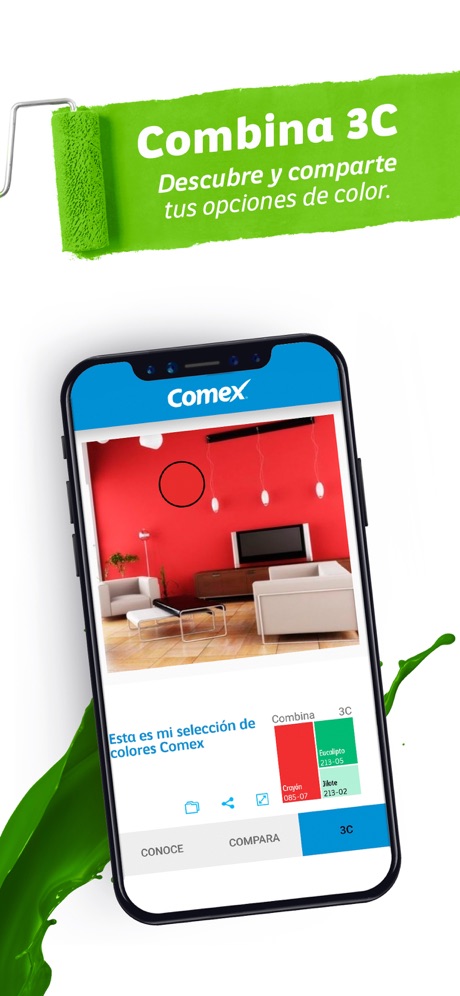 Combina 3C
Descubre y comparte
tus opciones de color.
Comex
Esta es mi selección de
colores Comex
Combina 3C
Eucalipto
213-05
Crayón
085-07
Jilote
213-02
CONOCE
COMPARA
3C